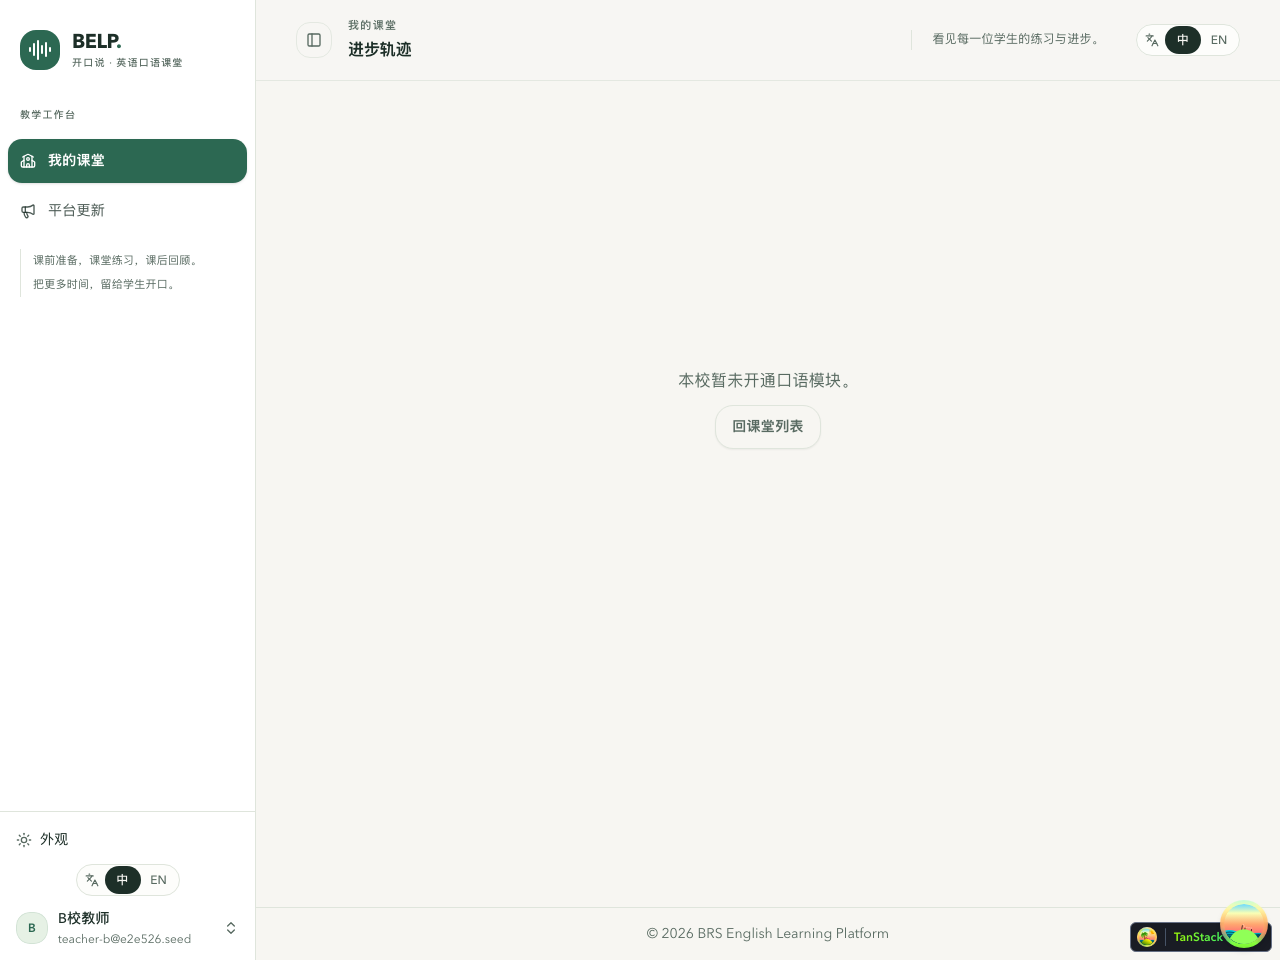 BELP.
开口说 · 英语口语课堂
教学工作台
我的课堂
平台更新
课前准备，课堂练习，课后回顾。
把更多时间，留给学生开口。
外观
中 EN
B
B校教师
teacher-b@e2e526.seed
我的课堂
进步轨迹
看见每一位学生的练习与进步。
中 EN
本校暂未开通口语模块。
回课堂列表
© 2026 BRS English Learning Platform
TanStack